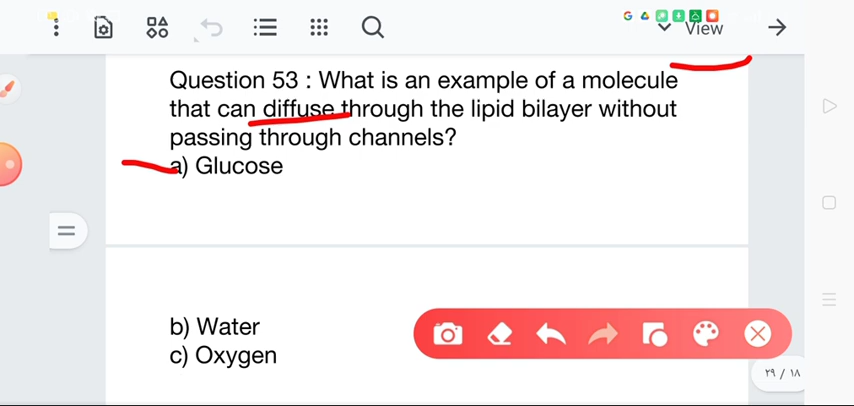 View
Question 53 : What is an example of a molecule
that can diffuse through the lipid bilayer without
passing through channels?
a) Glucose
b) Water
c) Oxygen
٢٩ / ١٨